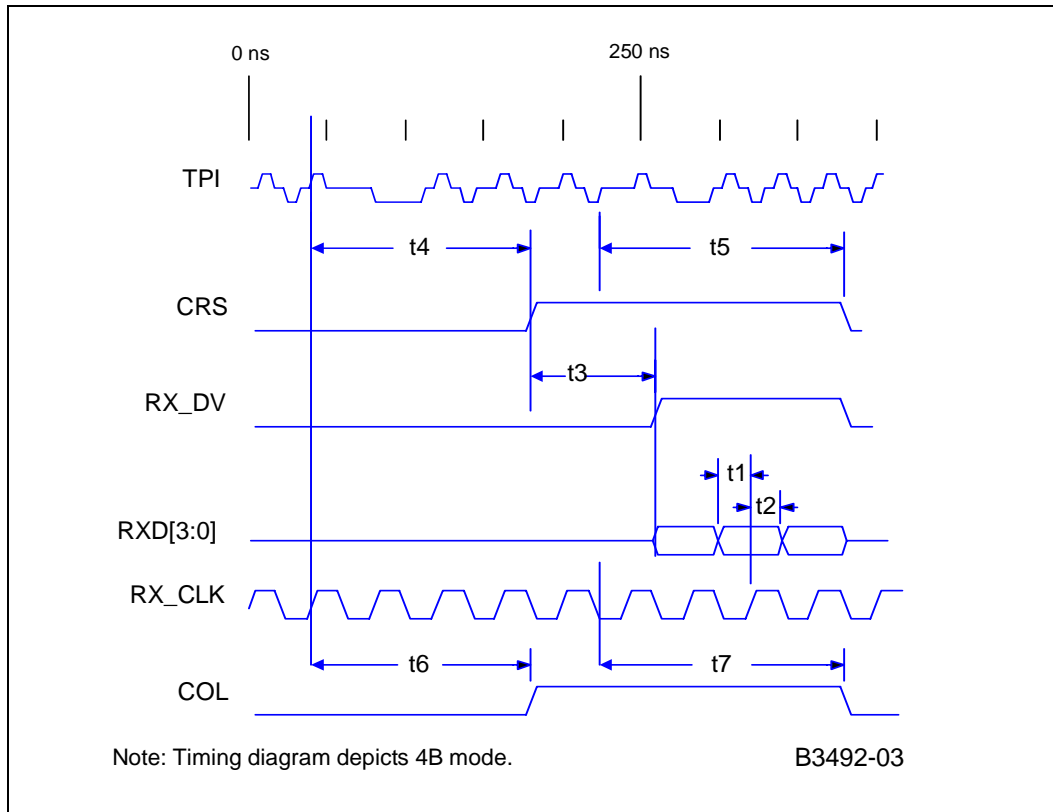 0 ns 250 ns
TPI
t4 t5
CRS
t3
RX_DV
t1
t2
RXD[3:0]
RX_CLK
t6 t7
COL
Note: Timing diagram depicts 4B mode. B3492-03